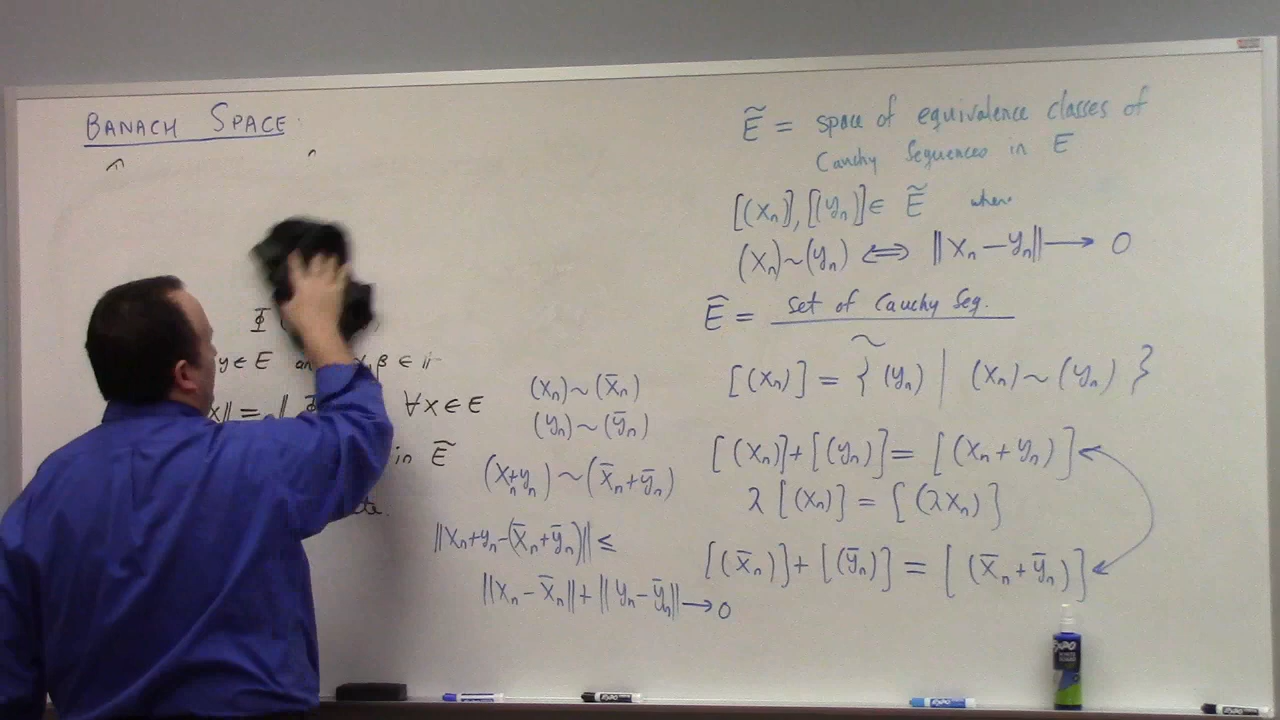 BANACH SPACE
Φ
y ∈ E an α, β ∈
x‖ = ‖ Φ ∀x ∈ E
in Ẽ
(xₙ) ~ (x̄ₙ)
(yₙ) ~ (ȳₙ)
(xₙ+yₙ) ~ (x̄ₙ+ȳₙ)
‖xₙ+yₙ-(x̄ₙ+ȳₙ)‖ ≤
‖xₙ - x̄ₙ‖ + ‖yₙ - ȳₙ‖ → 0
Ẽ = space of equivalence classes of
Cauchy Sequences in E
[(xₙ)], [(yₙ)] ∈ Ẽ where
(xₙ) ~ (yₙ) ⟺ ‖xₙ - yₙ‖ → 0
Ẽ = set of Cauchy Seq.
~
[(xₙ)] = { (yₙ) | (xₙ) ~ (yₙ) }
[(xₙ)] + [(yₙ)] = [(xₙ + yₙ)]
λ [(xₙ)] = [(λxₙ)]
[(x̄ₙ)] + [(ȳₙ)] = [(x̄ₙ + ȳₙ)]
EXPO